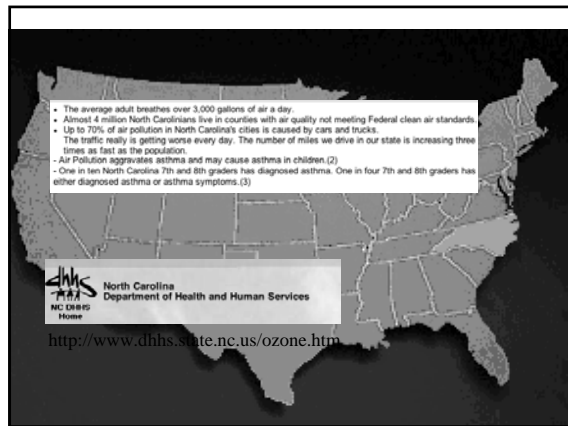 • The average adult breathes over 3,000 gallons of air a day.
• Almost 4 million North Carolinians live in counties with air quality not meeting Federal clean air standards.
• Up to 70% of air pollution in North Carolina's cities is caused by cars and trucks.
The traffic really is getting worse every day. The number of miles we drive in our state is increasing three
times as fast as the population.
- Air Pollution aggravates asthma and may cause asthma in children.(2)
- One in ten North Carolina 7th and 8th graders has diagnosed asthma. One in four 7th and 8th graders has
either diagnosed asthma or asthma symptoms.(3)
dhhs
NC DHHS
Home
North Carolina
Department of Health and Human Services
http://www.dhhs.state.nc.us/ozone.htm